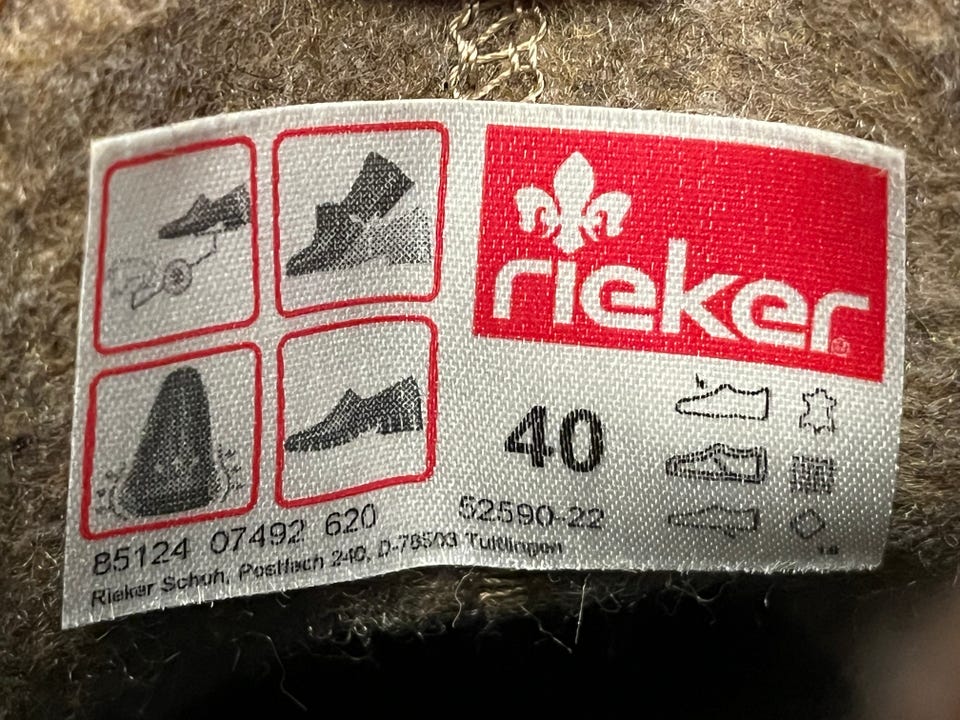 rieker
40
85124 07492 620
52590-22
Rieker Schuh, Postfach 240, D-78503 Tuttlingen